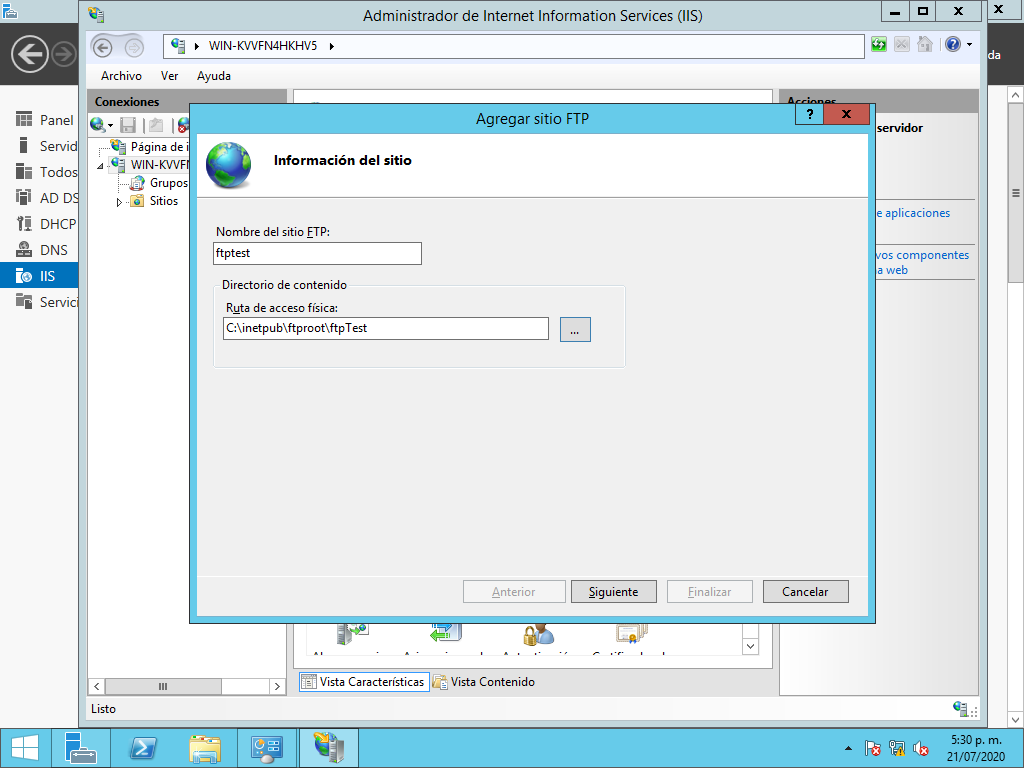 Administrador de Internet Information Services (IIS)
WIN-KVVFN4HKHV5
Archivo Ver Ayuda
da
Conexiones
Acciones
Panel
Servid
Todos
AD DS
DHCP
DNS
IIS
Servici
Página de i
WIN-KVVFN
Grupos
Sitios
Agregar sitio FTP
?
Información del sitio
Nombre del sitio FTP:
ftptest
Directorio de contenido
Ruta de acceso física:
C:\inetpub\ftproot\ftpTest
...
Anterior Siguiente Finalizar Cancelar
servidor
e aplicaciones
vos componentes
a web
Vista Características Vista Contenido
Listo
5:30 p. m.
21/07/2020